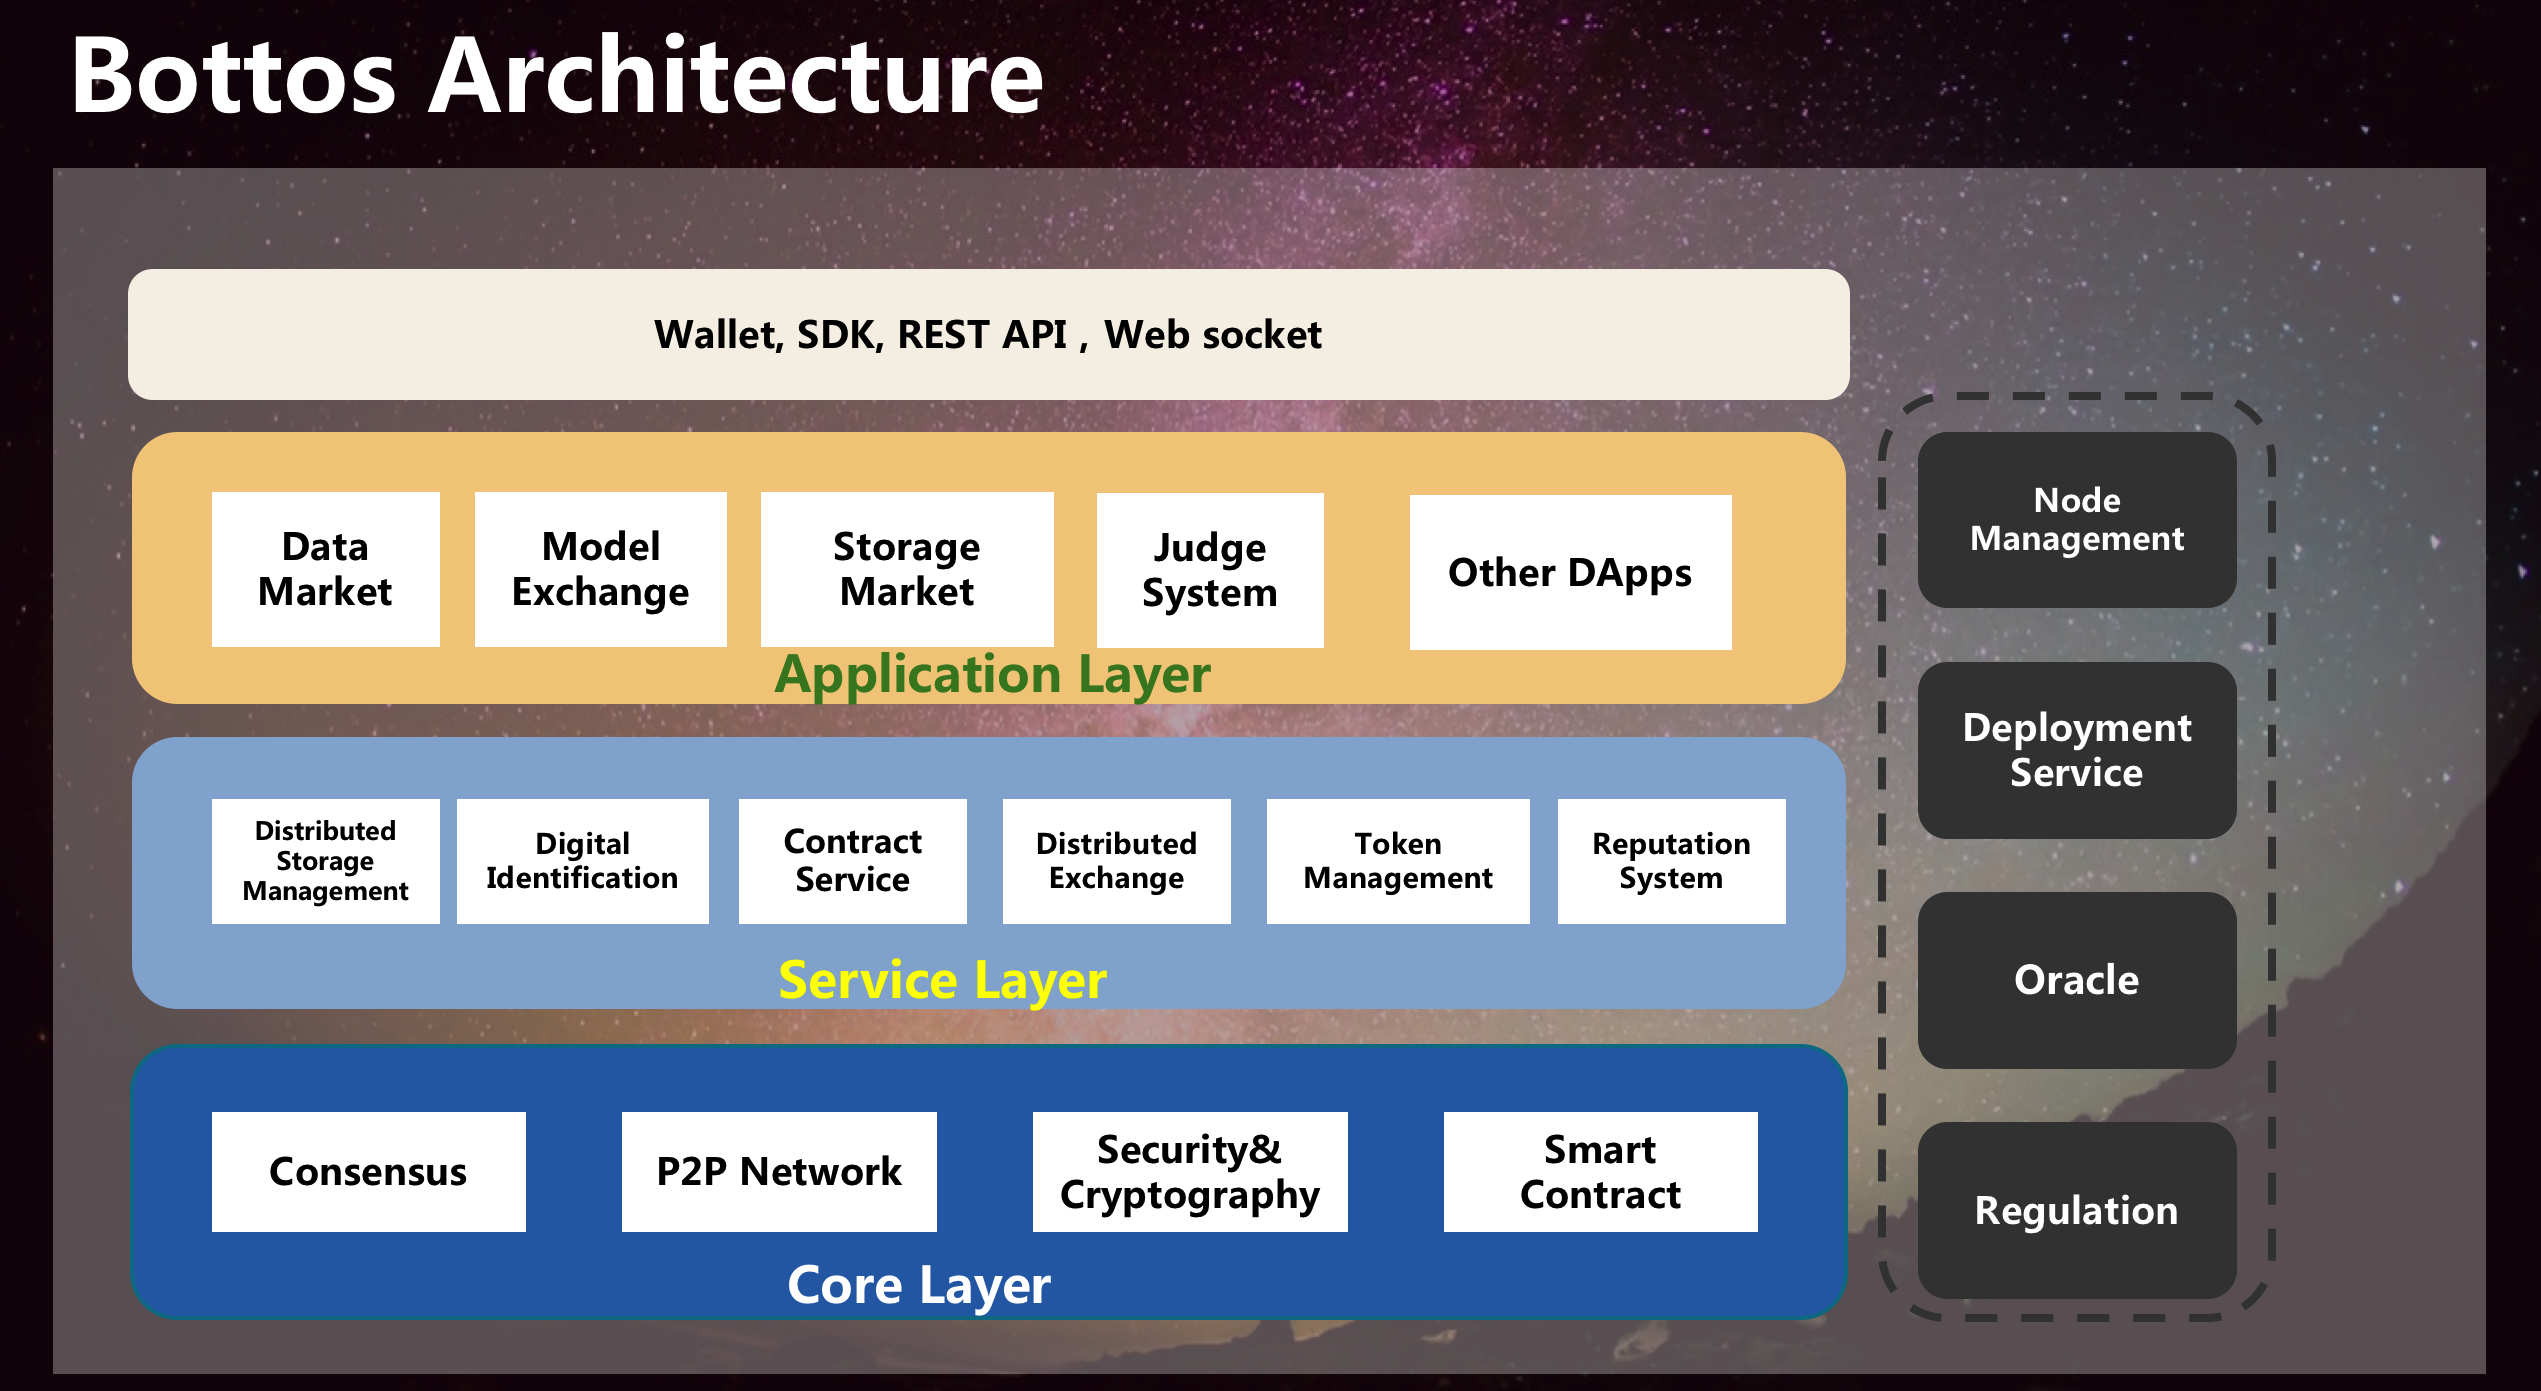 Bottos Architecture
Wallet, SDK, REST API , Web socket
Data
Market
Model
Exchange
Storage
Market
Judge
System
Other DApps
Application Layer
Distributed
Storage
Management
Digital
Identification
Contract
Service
Distributed
Exchange
Token
Management
Reputation
System
Service Layer
Consensus
P2P Network
Security&
Cryptography
Smart
Contract
Core Layer
Node
Management
Deployment
Service
Oracle
Regulation